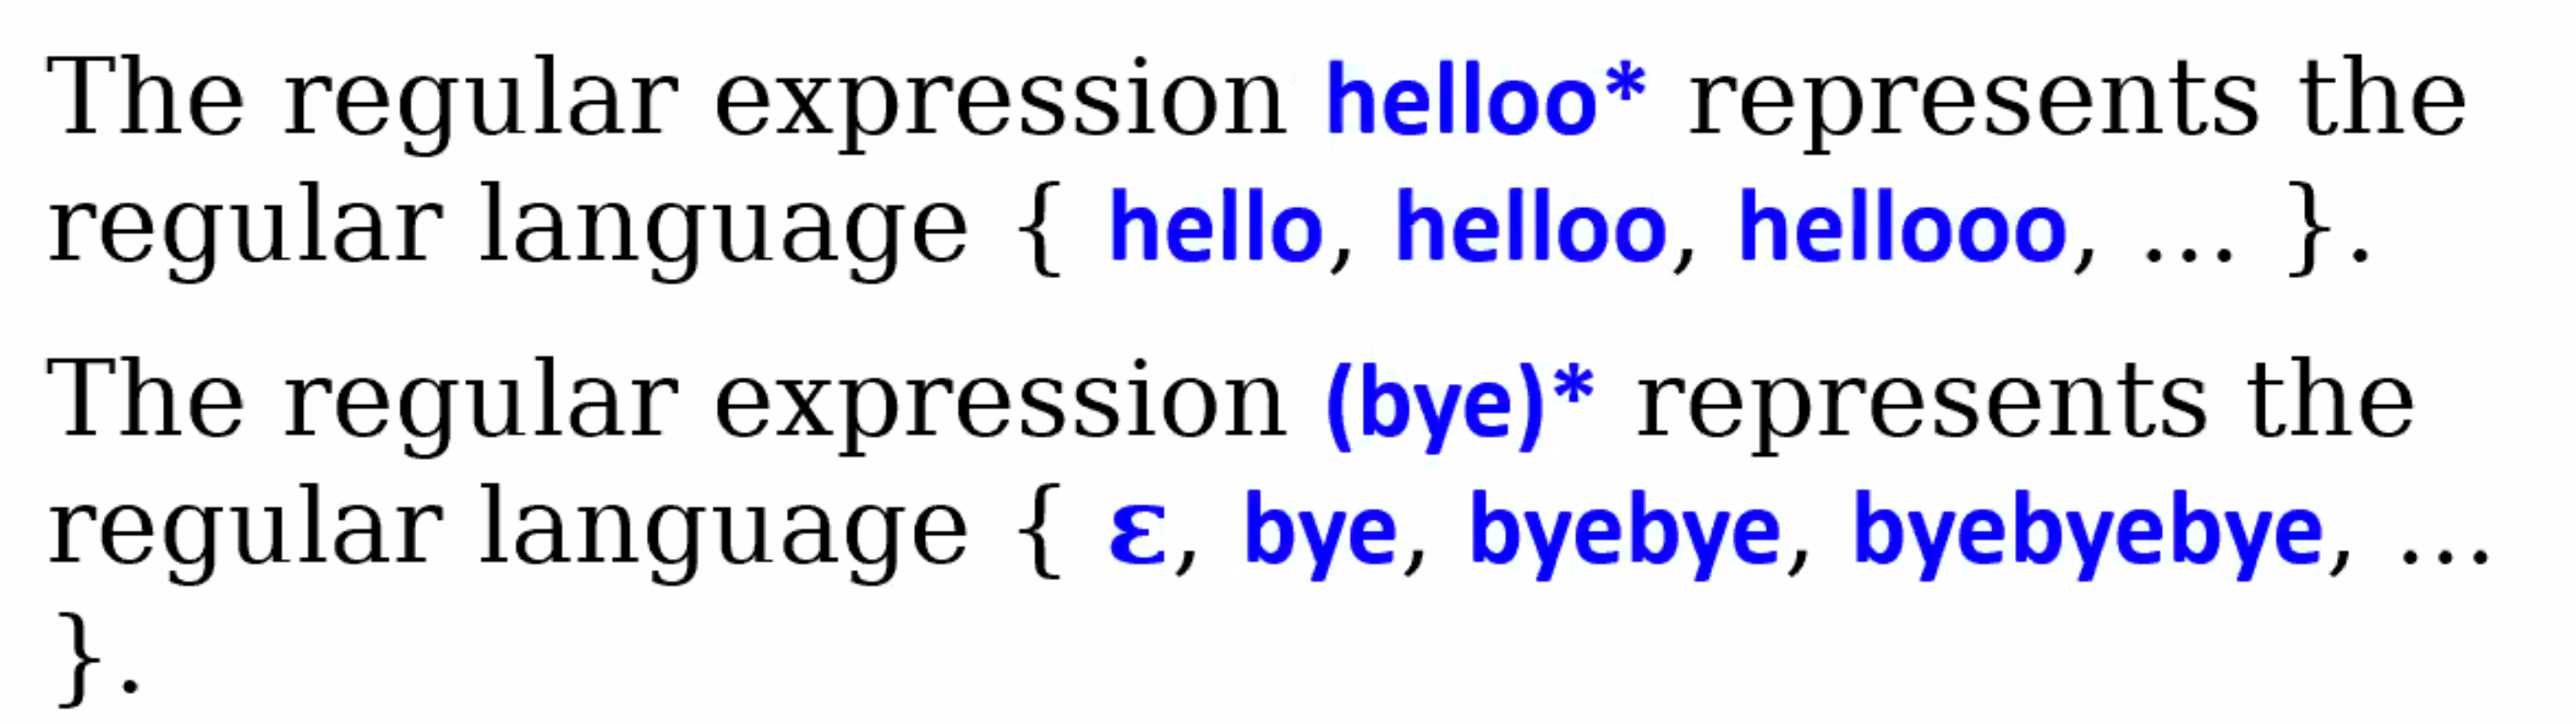 The regular expression helloo* represents the
regular language { hello, helloo, hellooo, … }.
The regular expression (bye)* represents the
regular language { ε, bye, byebye, byebyebye, …
}.